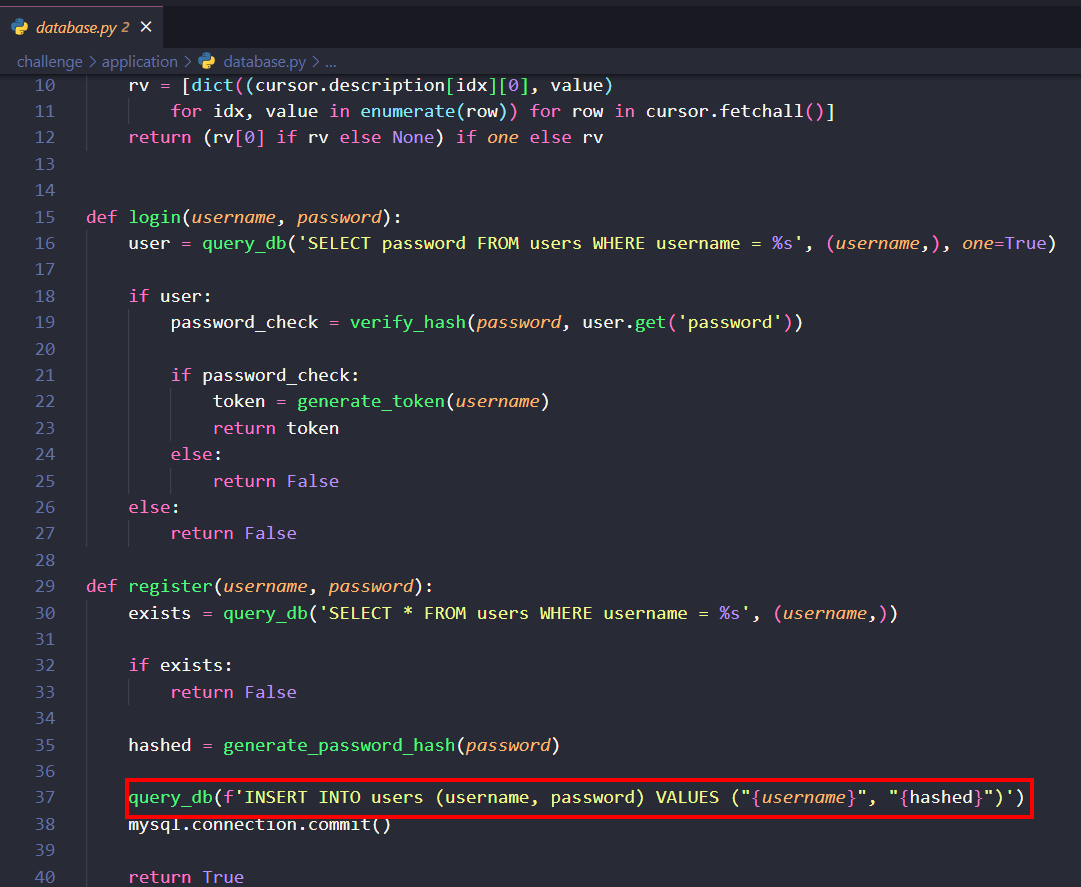 database.py 2 ×
challenge > application > database.py > ...
10 rv = [dict((cursor.description[idx][0], value)
11 for idx, value in enumerate(row)) for row in cursor.fetchall()]
12 return (rv[0] if rv else None) if one else rv
13
14
15 def login(username, password):
16 user = query_db('SELECT password FROM users WHERE username = %s', (username,), one=True)
17
18 if user:
19 password_check = verify_hash(password, user.get('password'))
20
21 if password_check:
22 token = generate_token(username)
23 return token
24 else:
25 return False
26 else:
27 return False
28
29 def register(username, password):
30 exists = query_db('SELECT * FROM users WHERE username = %s', (username,))
31
32 if exists:
33 return False
34
35 hashed = generate_password_hash(password)
36
37 query_db(f'INSERT INTO users (username, password) VALUES ("{username}", "{hashed}")')
38 mysql.connection.commit()
39
40 return True